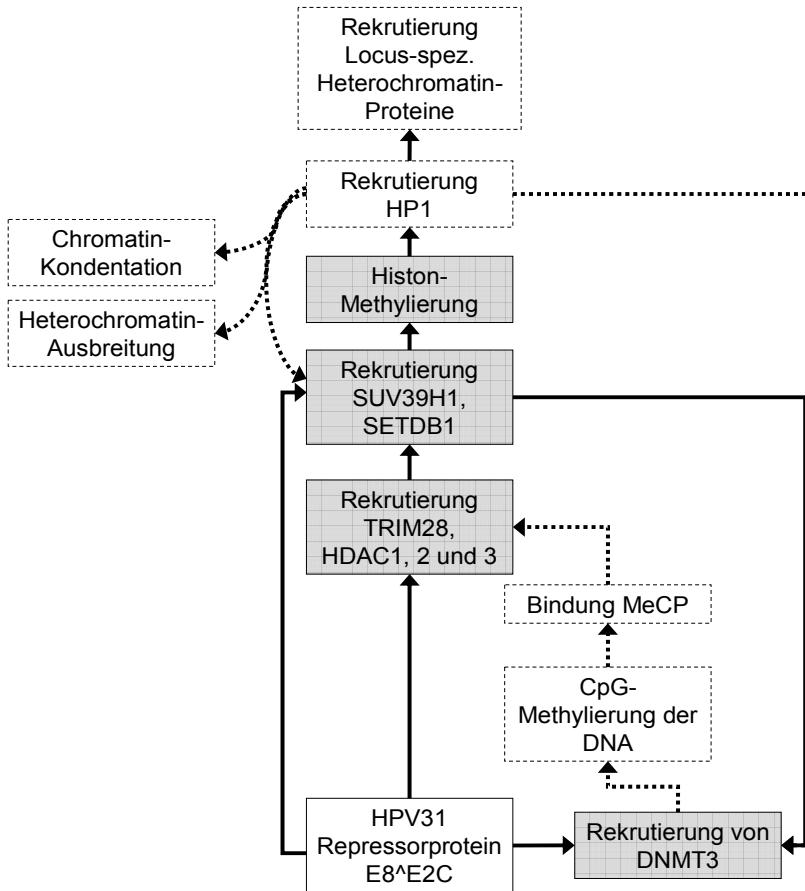 Rekrutierung
Locus-spez.
Heterochromatin-
Proteine
Rekrutierung
HP1
Chromatin-
Kondentation
Heterochromatin-
Ausbreitung
Histon-
Methylierung
Rekrutierung
SUV39H1,
SETDB1
Rekrutierung
TRIM28,
HDAC1, 2 und 3
Bindung MeCP
CpG-
Methylierung der
DNA
HPV31
Repressorprotein
E8^E2C
Rekrutierung von
DNMT3